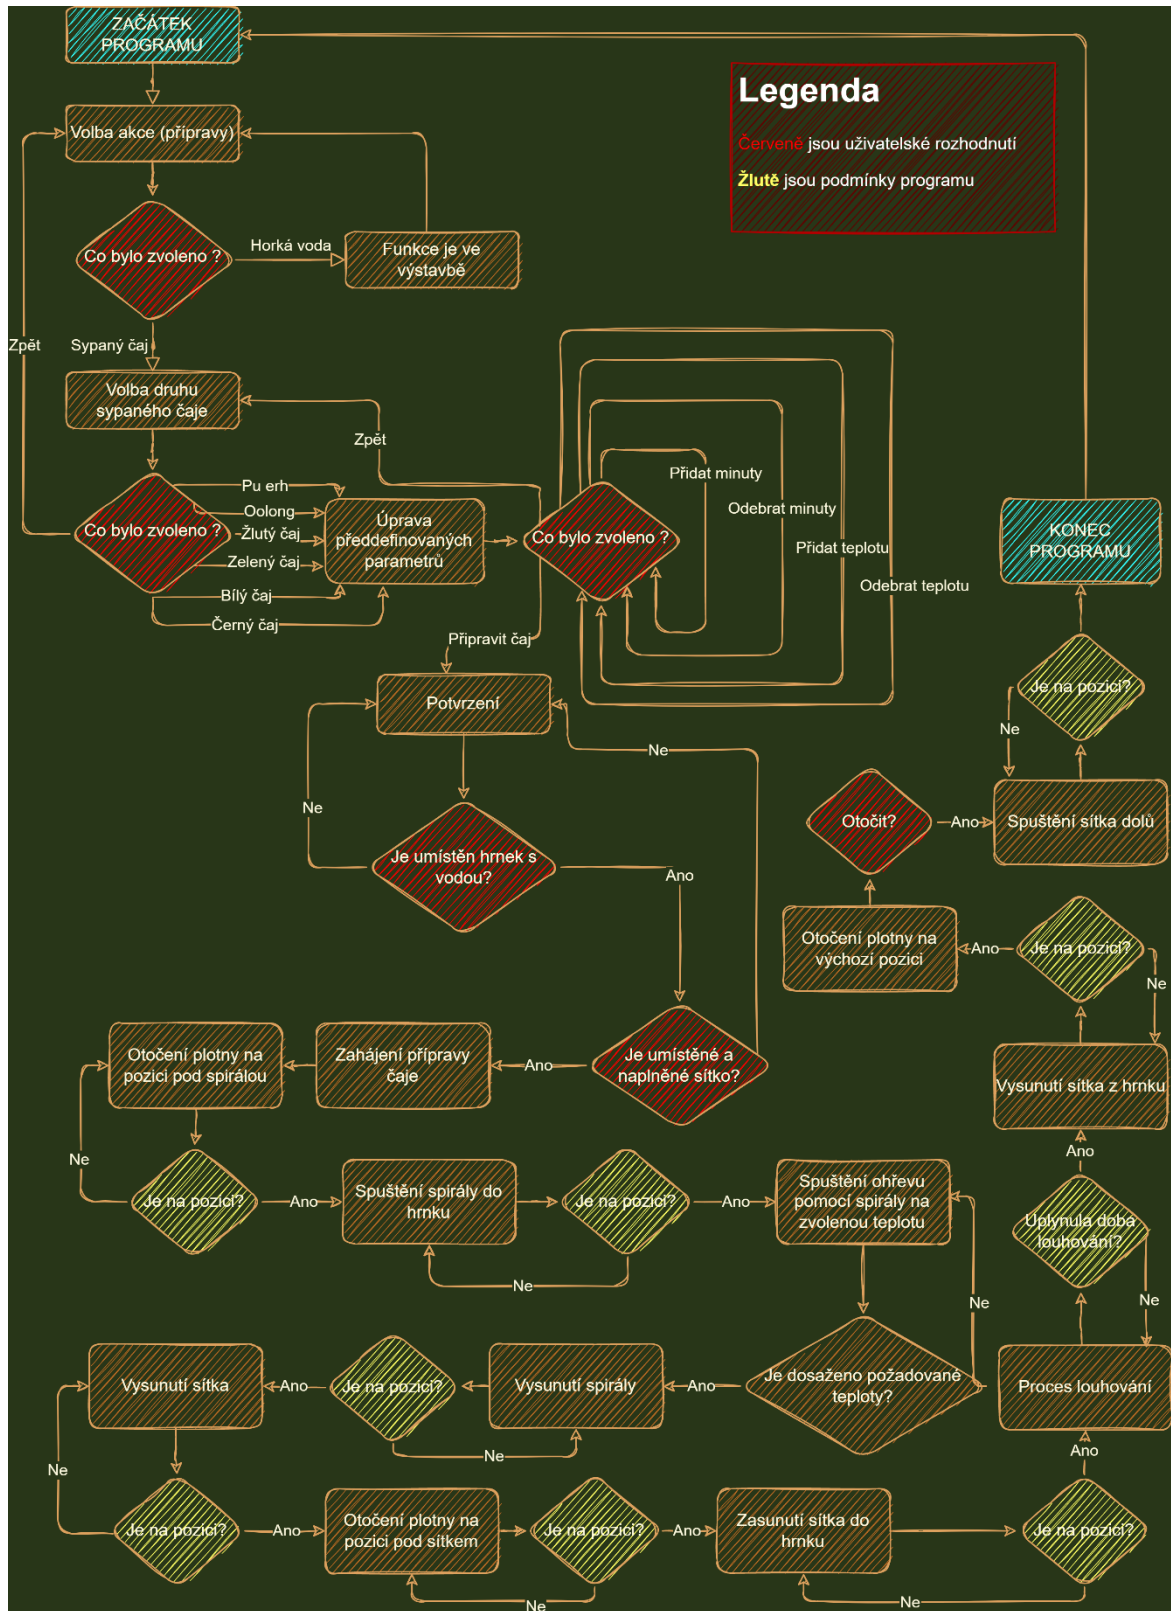 ZAČÁTEK
PROGRAMU
Legenda
Červeně jsou uživatelské rozhodnutí
Žlutě jsou podmínky programu
Volba akce (přípravy)
Co bylo zvoleno ?
Horká voda
Funkce je ve
výstavbě
Zpět
Sypaný čaj
Volba druhu
sypaného čaje
Zpět
Co bylo zvoleno ?
Pu erh
Oolong
Žlutý čaj
Zelený čaj
Bílý čaj
Černý čaj
Úprava
předdefinovaných
parametrů
Co bylo zvoleno ?
Přidat minuty
Odebrat minuty
Přidat teplotu
Odebrat teplotu
Připravit čaj
KONEC
PROGRAMU
Je na pozici?
Ne
Potvrzení
Ne
Ne
Je umístěn hrnek s
vodou?
Ano
Otočit?
Ano
Spuštění sítka dolů
Otočení plotny na
výchozí pozici
Ano
Je na pozici?
Ne
Otočení plotny na
pozici pod spirálou
Zahájení přípravy
čaje
Ano
Je umístěné a
naplněné sítko?
Vysunutí sítka z hrnku
Ano
Ne
Je na pozici?
Ano
Spuštění spirály do
hrnku
Je na pozici?
Ne
Ano
Spuštění ohřevu
pomocí spirály na
zvolenou teplotu
Ne
Uplynula doba
louhování?
Ne
Vysunutí sítka
Ano
Je na pozici?
Ne
Vysunutí spirály
Ano
Je dosaženo požadované
teploty?
Proces louhování
Ano
Ne
Je na pozici?
Ano
Otočení plotny na
pozici pod sítkem
Je na pozici?
Ne
Ano
Zasunutí sítka do
hrnku
Je na pozici?
Ne